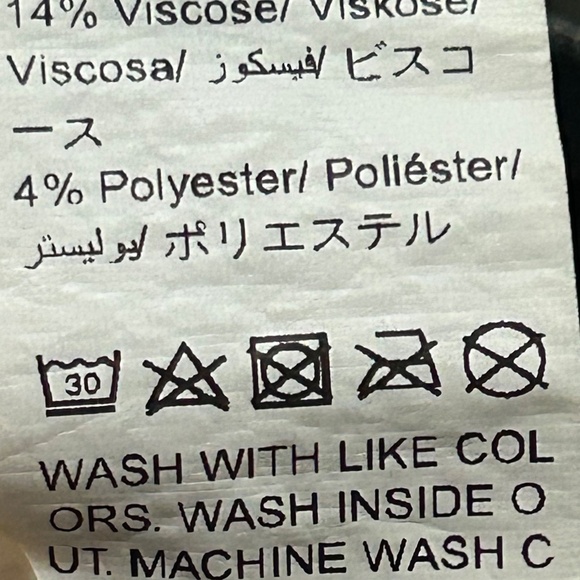 14% Viscose/ Viskose/
Viscosa/ فيسكوز/ ビスコ
ース
4% Polyester/ Poliéster/
بوليستر/ ポリエステル
30
WASH WITH LIKE COL
ORS. WASH INSIDE O
UT. MACHINE WASH C